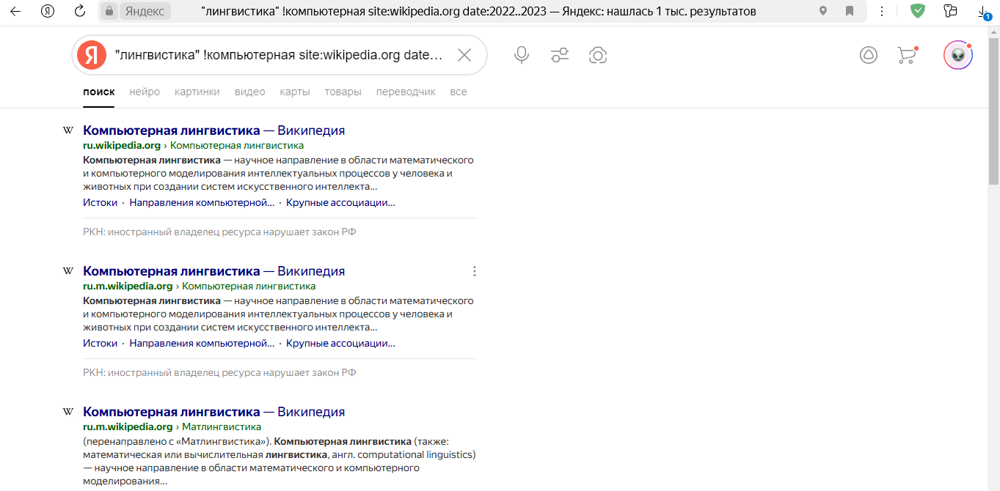 Яндекс "лингвистика" !компьютерная site:wikipedia.org date:2022..2023 — Яндекс: нашлась 1 тыс. результатов
1
Я "лингвистика" !компьютерная site:wikipedia.org date...
поиск нейро картинки видео карты товары переводчик все
W Компьютерная лингвистика — Википедия
ru.wikipedia.org › Компьютерная лингвистика
Компьютерная лингвистика — научное направление в области математического
и компьютерного моделирования интеллектуальных процессов у человека и
животных при создании систем искусственного интеллекта...
Истоки · Направления компьютерной... · Крупные ассоциации...
РКН: иностранный владелец ресурса нарушает закон РФ
W Компьютерная лингвистика — Википедия
ru.m.wikipedia.org › Компьютерная лингвистика
Компьютерная лингвистика — научное направление в области математического
и компьютерного моделирования интеллектуальных процессов у человека и
животных при создании систем искусственного интеллекта...
Истоки · Направления компьютерной... · Крупные ассоциации...
РКН: иностранный владелец ресурса нарушает закон РФ
W Компьютерная лингвистика — Википедия
ru.m.wikipedia.org › Матлингвистика
(перенаправлено с «Матлингвистика»). Компьютерная лингвистика (также:
математическая или вычислительная лингвистика, англ. computational linguistics)
— научное направление в области математического и компьютерного
моделирования...